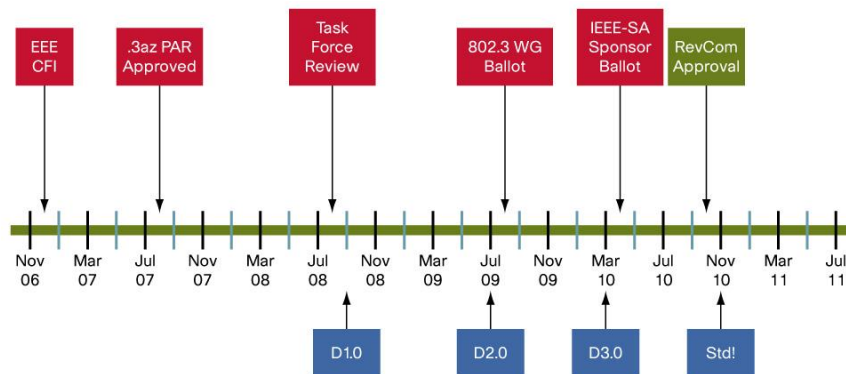 EEE
CFI
.3az PAR
Approved
Task
Force
Review
802.3 WG
Ballot
IEEE-SA
Sponsor
Ballot
RevCom
Approval
Nov
06
Mar
07
Jul
07
Nov
07
Mar
08
Jul
08
Nov
08
Mar
09
Jul
09
Nov
09
Mar
10
Jul
10
Nov
10
Mar
11
Jul
11
D1.0
D2.0
D3.0
Std!